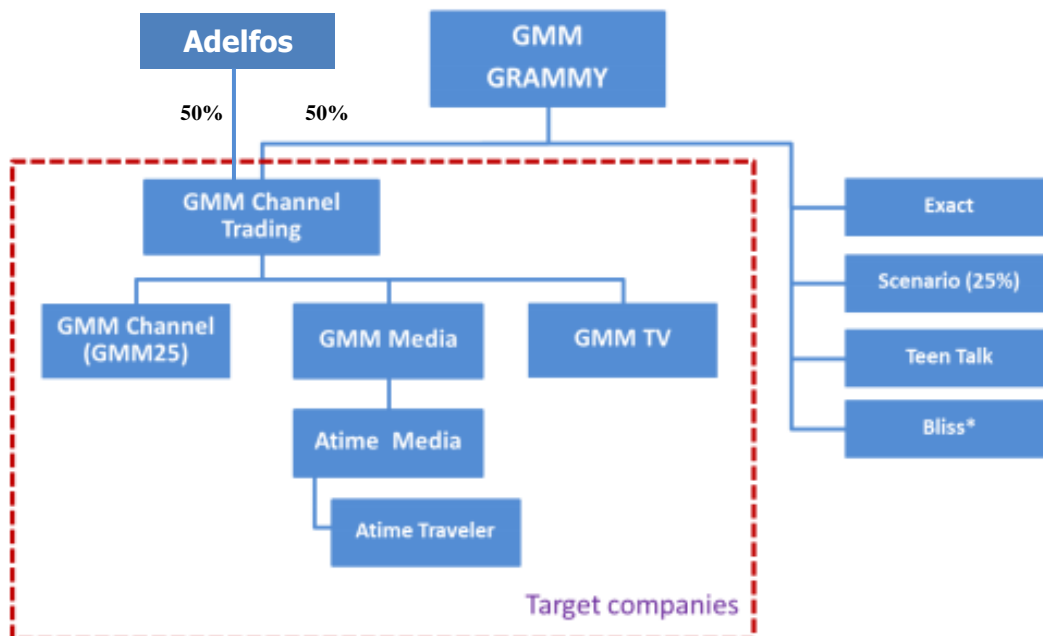 Adelfos
GMM
GRAMMY
50%
50%
GMM Channel
Trading
GMM Channel
(GMM25)
GMM Media
GMM TV
Atime Media
Atime Traveler
Target companies
Exact
Scenario (25%)
Teen Talk
Bliss*